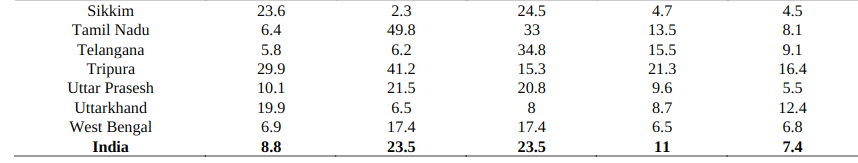 Sikkim 23.6 2.3 24.5 4.7 4.5
Tamil Nadu 6.4 49.8 33 13.5 8.1
Telangana 5.8 6.2 34.8 15.5 9.1
Tripura 29.9 41.2 15.3 21.3 16.4
Uttar Prasesh 10.1 21.5 20.8 9.6 5.5
Uttarkhand 19.9 6.5 8 8.7 12.4
West Bengal 6.9 17.4 17.4 6.5 6.8
India 8.8 23.5 23.5 11 7.4